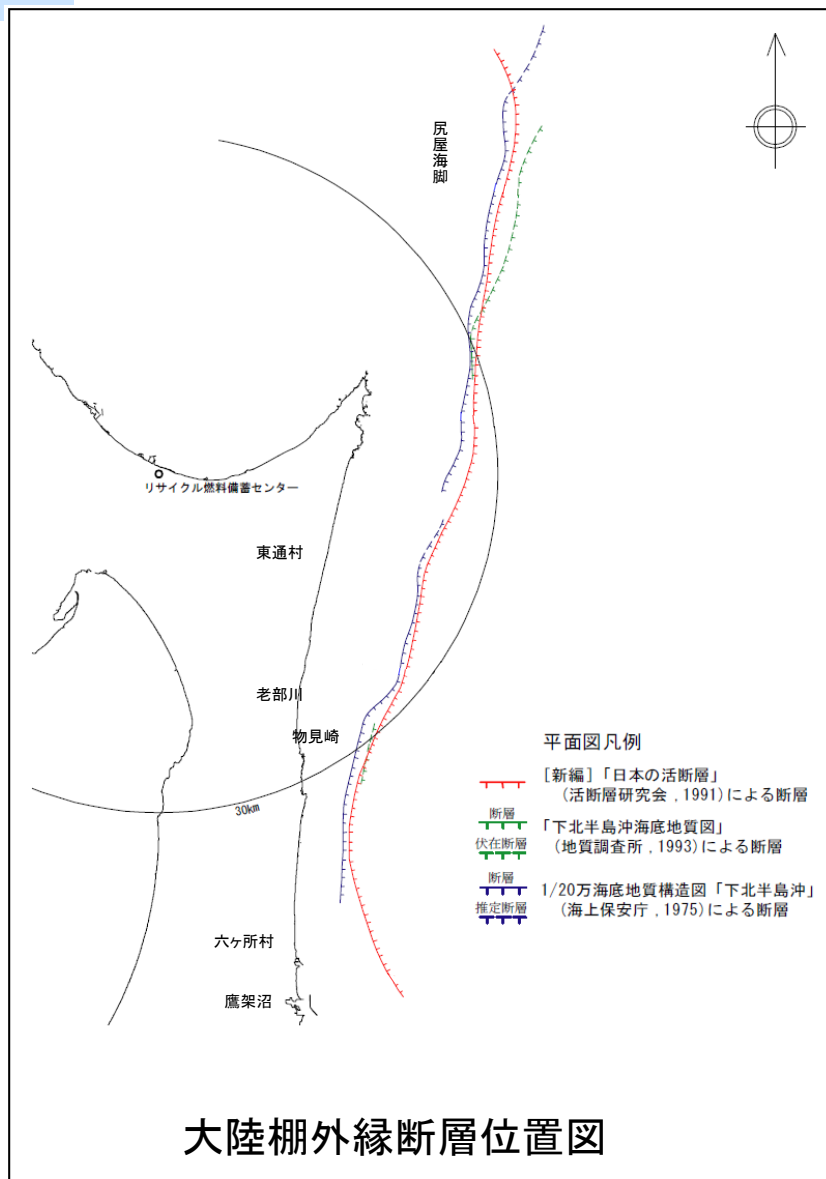 尻屋海脚
リサイクル燃料備蓄センター
東通村
老部川
物見崎
30km
六ヶ所村
鷹架沼
平面図凡例
[新編]「日本の活断層」
(活断層研究会,1991)による断層
断層
伏在断層
「下北半島沖海底地質図」
(地質調査所,1993)による断層
断層
推定断層
1/20万海底地質構造図「下北半島沖」
(海上保安庁,1975)による断層
大陸棚外縁断層位置図